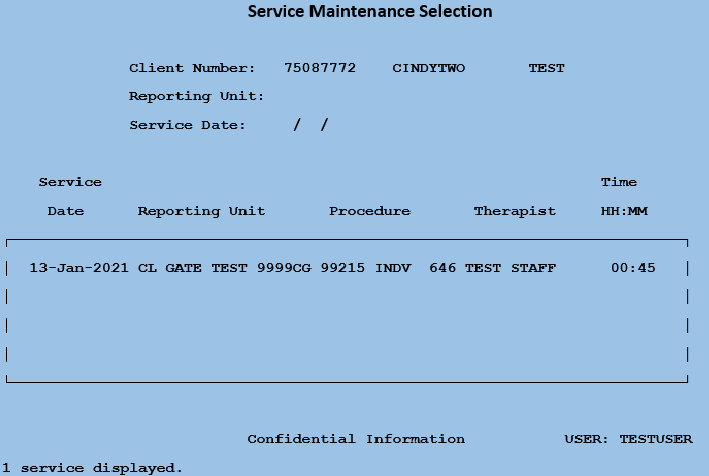 Service Maintenance Selection
Client Number: 75087772 CINDYTWO TEST
Reporting Unit:
Service Date: / /
Service Time
Date Reporting Unit Procedure Therapist HH:MM
13-Jan-2021 CL GATE TEST 9999CG 99215 INDV 646 TEST STAFF 00:45
Confidential Information USER: TESTUSER
1 service displayed.